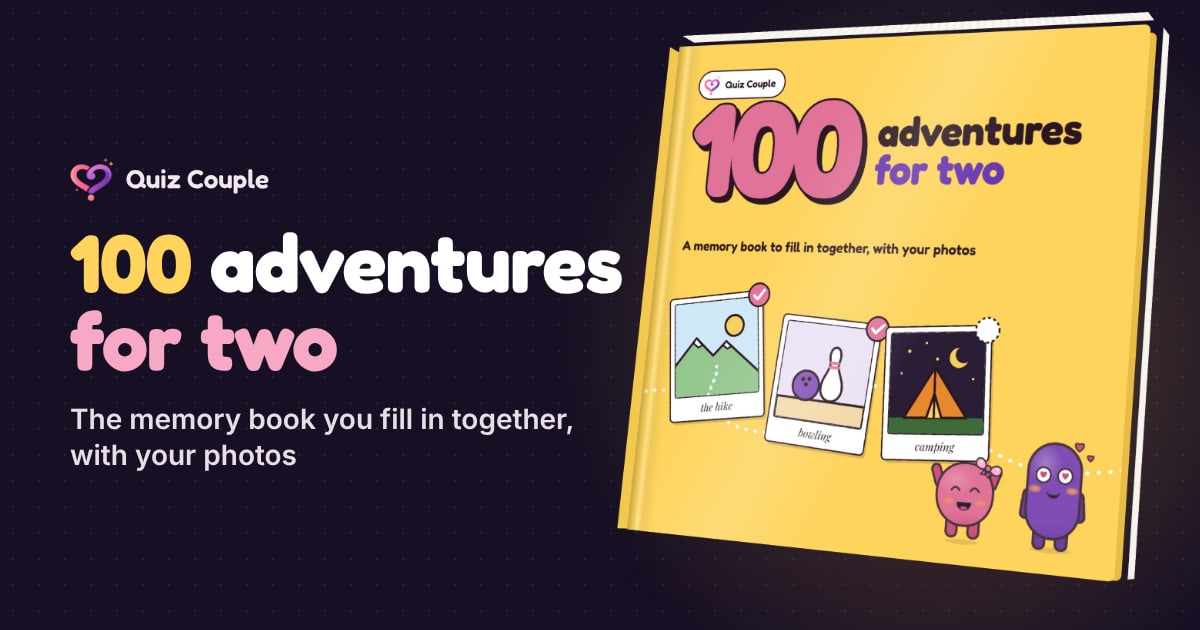 Quiz Couple
100 adventures
for two
The memory book you fill in together,
with your photos
Quiz Couple
100 adventures
for two
A memory book to fill in together, with your photos
the hike
bowling
camping